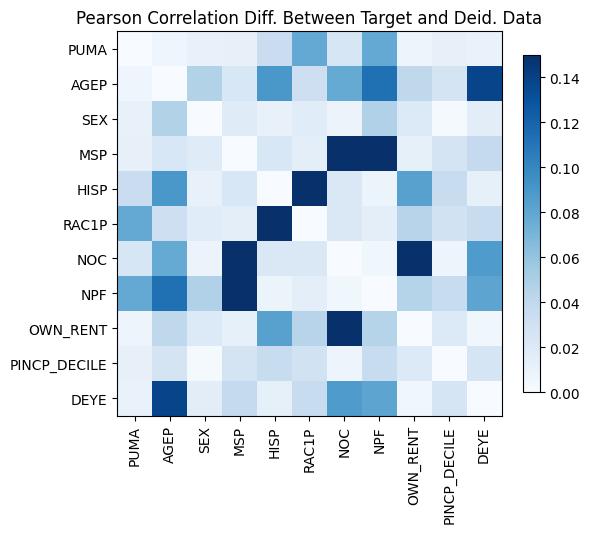 Pearson Correlation Diff. Between Target and Deid. Data
PUMA
AGEP
SEX
MSP
HISP
RAC1P
NOC
NPF
OWN_RENT
PINCP_DECILE
DEYE
PUMA
AGEP
SEX
MSP
HISP
RAC1P
NOC
NPF
OWN_RENT
PINCP_DECILE
DEYE
0.14
0.12
0.10
0.08
0.06
0.04
0.02
0.00